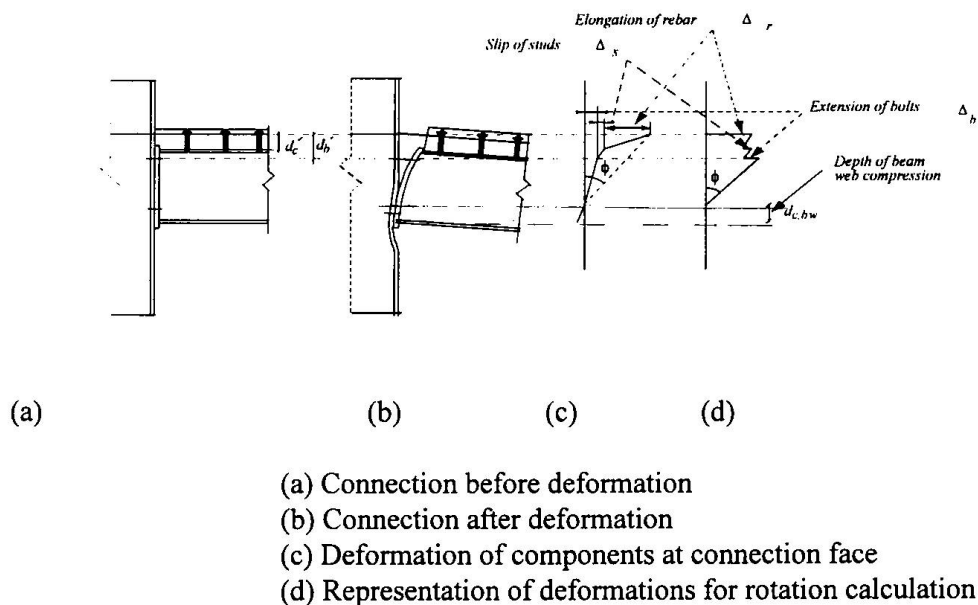 Elongation of rebar Δ r
Slip of studs Δ s
Extension of bolts Δ b
Depth of beam
web compression
d c d b
ϕ ϕ
d c,bw
(a) (b) (c) (d)
(a) Connection before deformation
(b) Connection after deformation
(c) Deformation of components at connection face
(d) Representation of deformations for rotation calculation